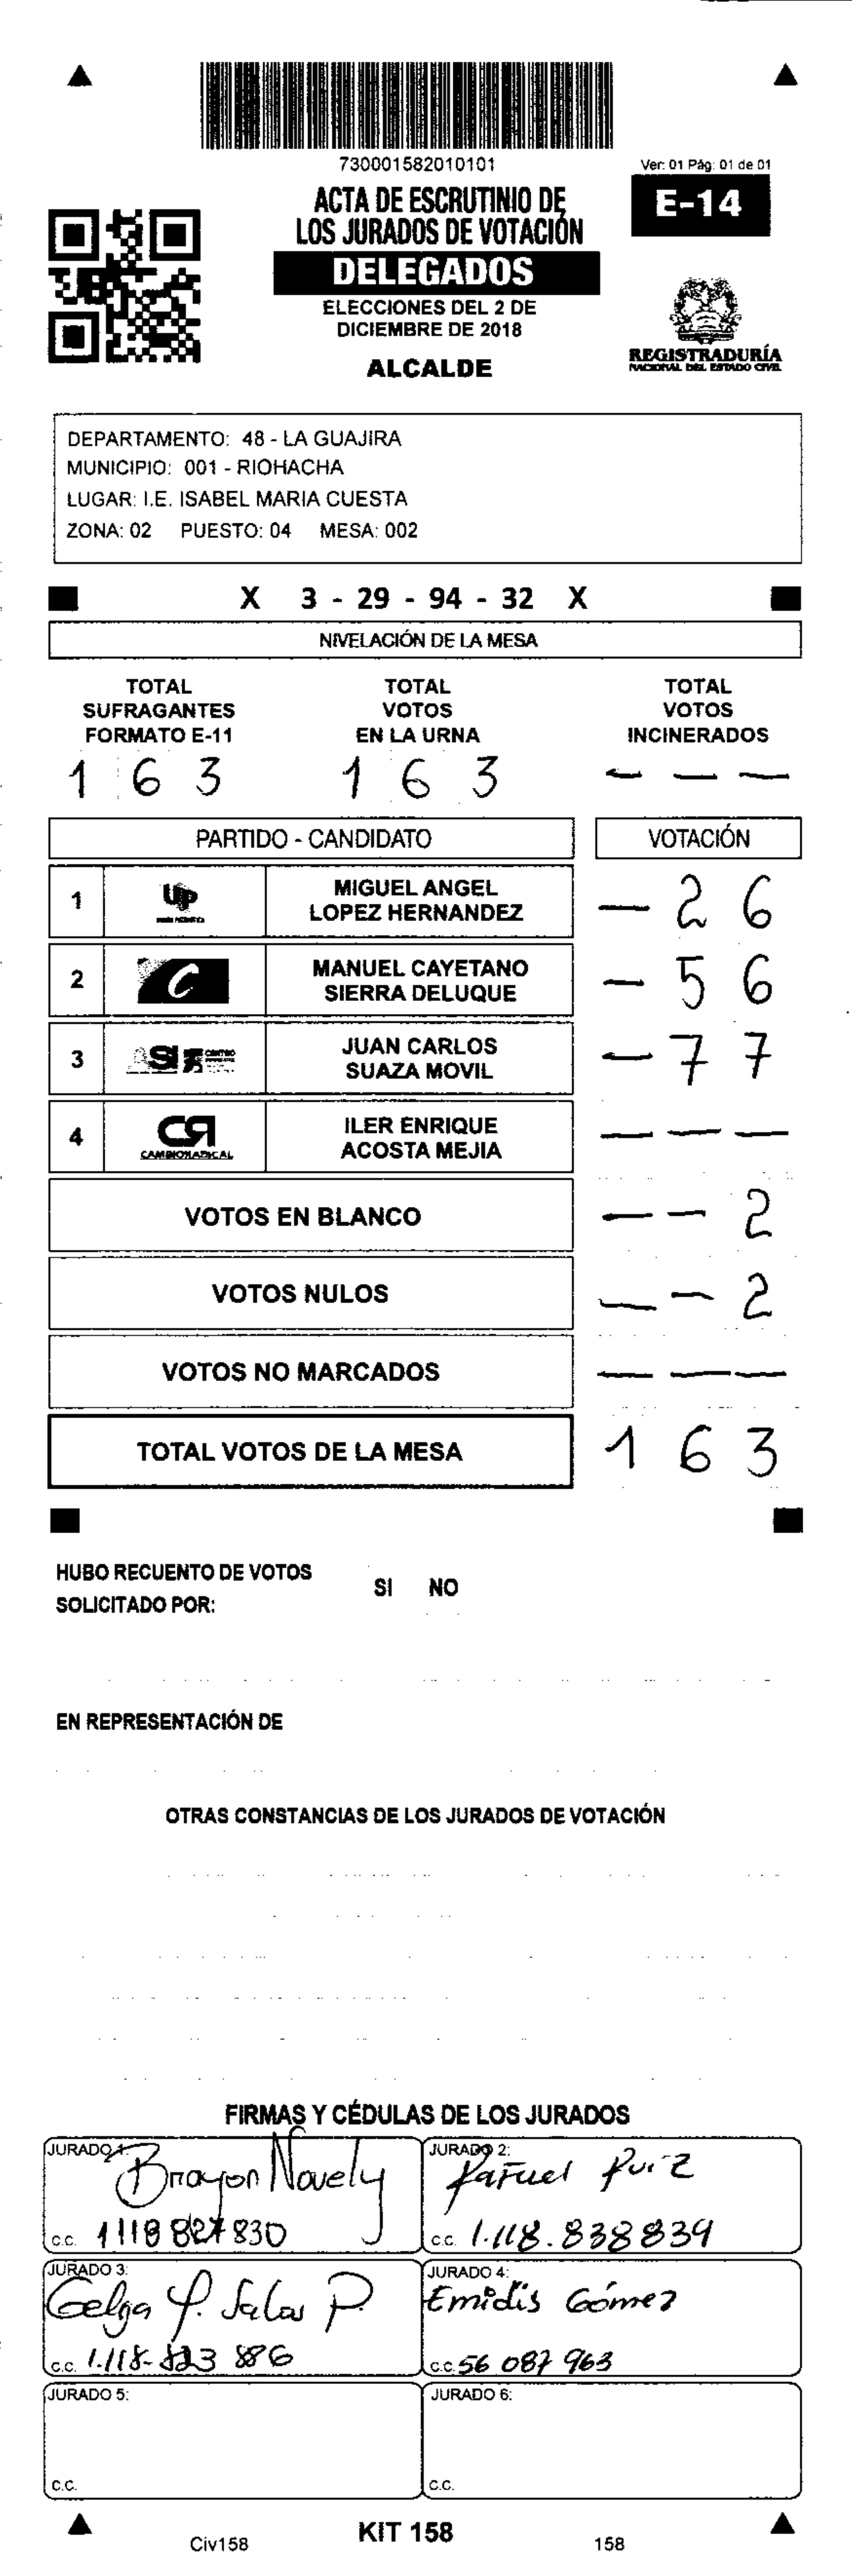 730001582010101
Ver: 01 Pág: 01 de 01
ACTA DE ESCRUTINIO DE
LOS JURADOS DE VOTACIÓN
E-14
DELEGADOS
ELECCIONES DEL 2 DE
DICIEMBRE DE 2018
ALCALDE
REGISTRADURÍA
NACIONAL DEL ESTADO CIVIL
DEPARTAMENTO: 48 - LA GUAJIRA
MUNICIPIO: 001 - RIOHACHA
LUGAR: I.E. ISABEL MARIA CUESTA
ZONA: 02 PUESTO: 04 MESA: 002
X 3 - 29 - 94 - 32 X
NIVELACIÓN DE LA MESA
TOTAL SUFRAGANTES FORMATO E-11
TOTAL VOTOS EN LA URNA
TOTAL VOTOS INCINERADOS
1 6 3 1 6 3 — — —
PARTIDO - CANDIDATO VOTACIÓN
1 UP MIGUEL ANGEL
LOPEZ HERNANDEZ — 2 6
2 C MANUEL CAYETANO
SIERRA DELUQUE — 5 6
3 ASI JUAN CARLOS
SUAZA MOVIL — 7 7
4 CR CAMBIO RADICAL ILER ENRIQUE
ACOSTA MEJIA — — —
VOTOS EN BLANCO — — 2
VOTOS NULOS — — 2
VOTOS NO MARCADOS — — —
TOTAL VOTOS DE LA MESA 1 6 3
HUBO RECUENTO DE VOTOS SI NO
SOLICITADO POR:
EN REPRESENTACIÓN DE
OTRAS CONSTANCIAS DE LOS JURADOS DE VOTACIÓN
FIRMAS Y CÉDULAS DE LOS JURADOS
JURADO 1: Brayon Novely
C.C. 1118827830
JURADO 2: Rafuel Ruiz
C.C. 1.118.838839
JURADO 3: Gelga Y. Salas P.
C.C. 1.118-823 886
JURADO 4: Emidis Gómez
C.C. 56 087 963
JURADO 5:
C.C.
JURADO 6:
C.C.
Civ158 KIT 158 158